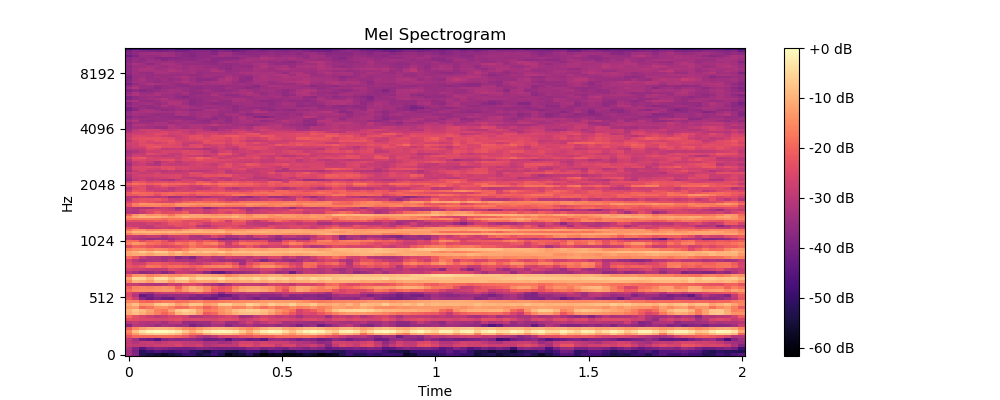 Mel Spectrogram
Hz
8192
4096
2048
1024
512
0
0
0.5
1
1.5
2
Time
+0 dB
-10 dB
-20 dB
-30 dB
-40 dB
-50 dB
-60 dB